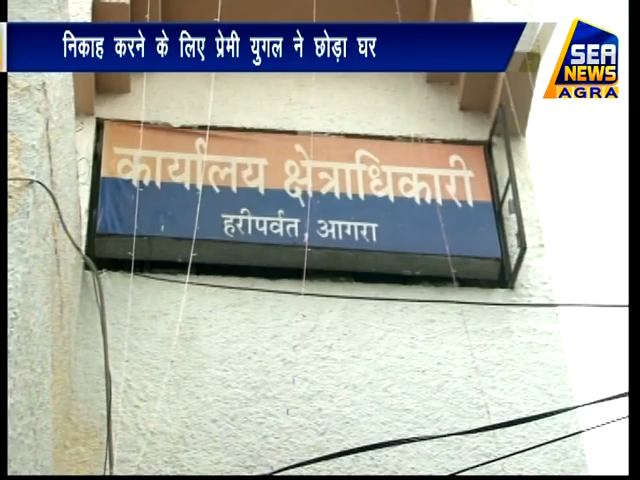 निकाह करने के लिए प्रेमी युगल ने छोड़ा घर
SEA
NEWS
AGRA
कार्यालय क्षेत्राधिकारी
हरीपर्वत, आगरा